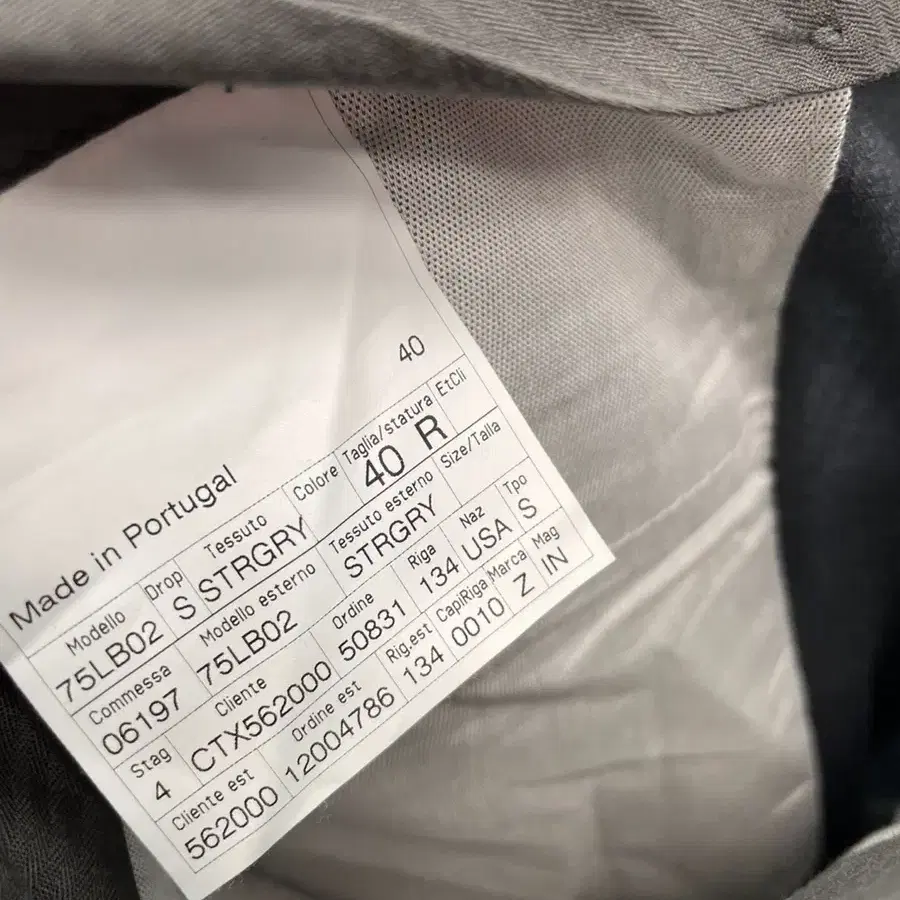 40
Made in Portugal
Modello Drop Tessuto Colore Taglia/statura EtCli
75LB02 S STRGRY 40 R
Commessa Modello esterno Tessuto esterno Size/Talla
06197 75LB02 STRGRY
Stag Cliente Ordine Riga Naz Tpo
4 CTX562000 50831 134 USA S
Cliente est Ordine est Rig.est CapiRiga Marca Mag
562000 12004786 134 0010 Z IN